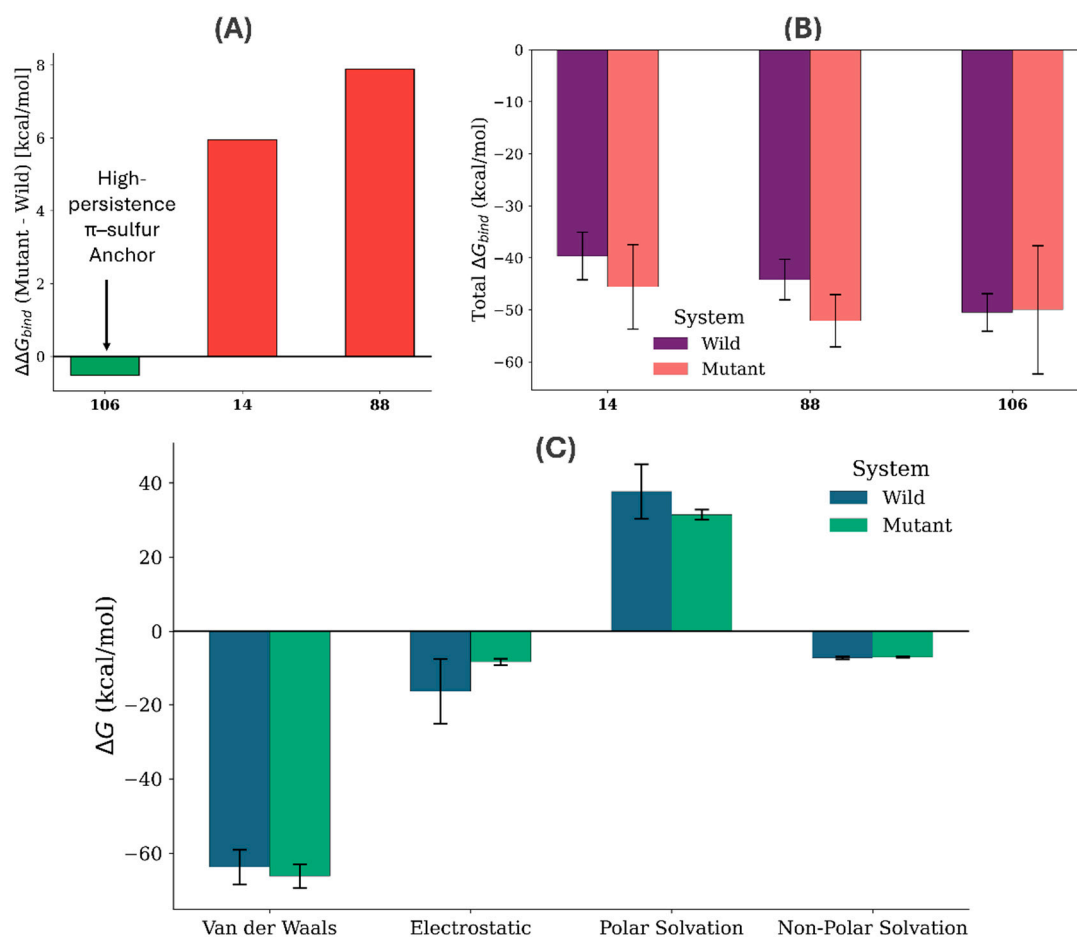 (A)
ΔΔG_bind (Mutant - Wild) [kcal/mol]
8
6
4
2
0
High-
persistence
π–sulfur
Anchor
106 14 88
(B)
Total ΔG_bind (kcal/mol)
0
−10
−20
−30
−40
−50
−60
System
Wild
Mutant
14 88 106
(C)
ΔG (kcal/mol)
40
20
0
−20
−40
−60
System
Wild
Mutant
Van der Waals Electrostatic Polar Solvation Non-Polar Solvation